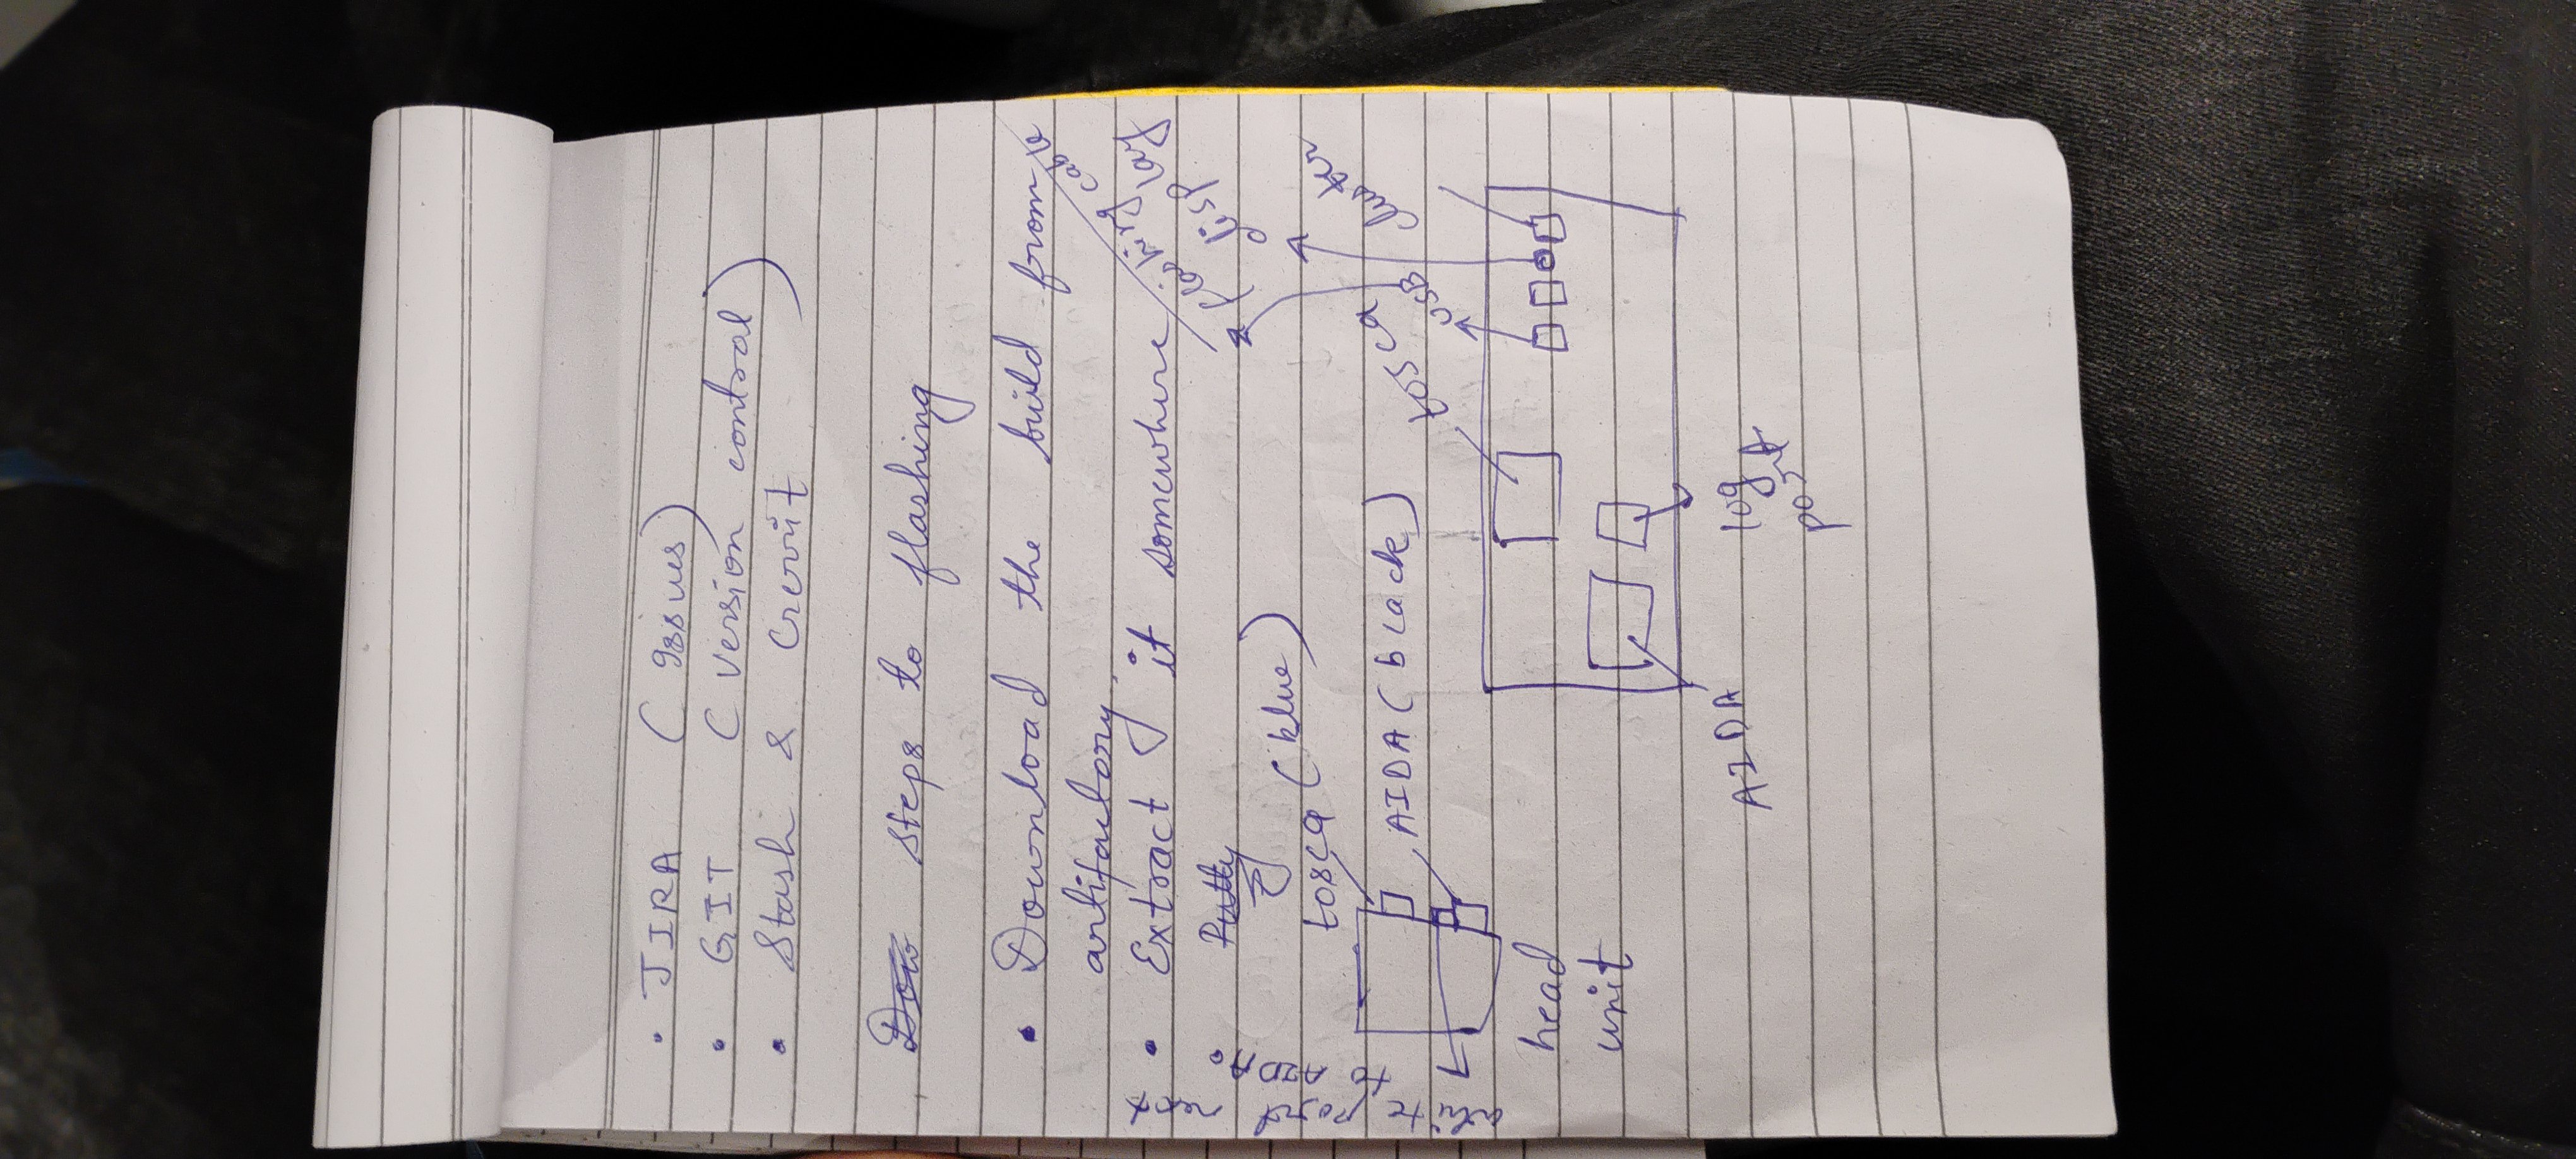 • JIRA (Issues)
• GIT (version control)
• Stash & Gerrit
Dow steps to flashing
• Download the build from
artifactory.
• Extract it somewhere
Putty
tosca (blue)
AIDA (black)
white port next
to AIDA.
head
unit
flashing cable
display
cluster
USB
tosca
AIDA
log
port